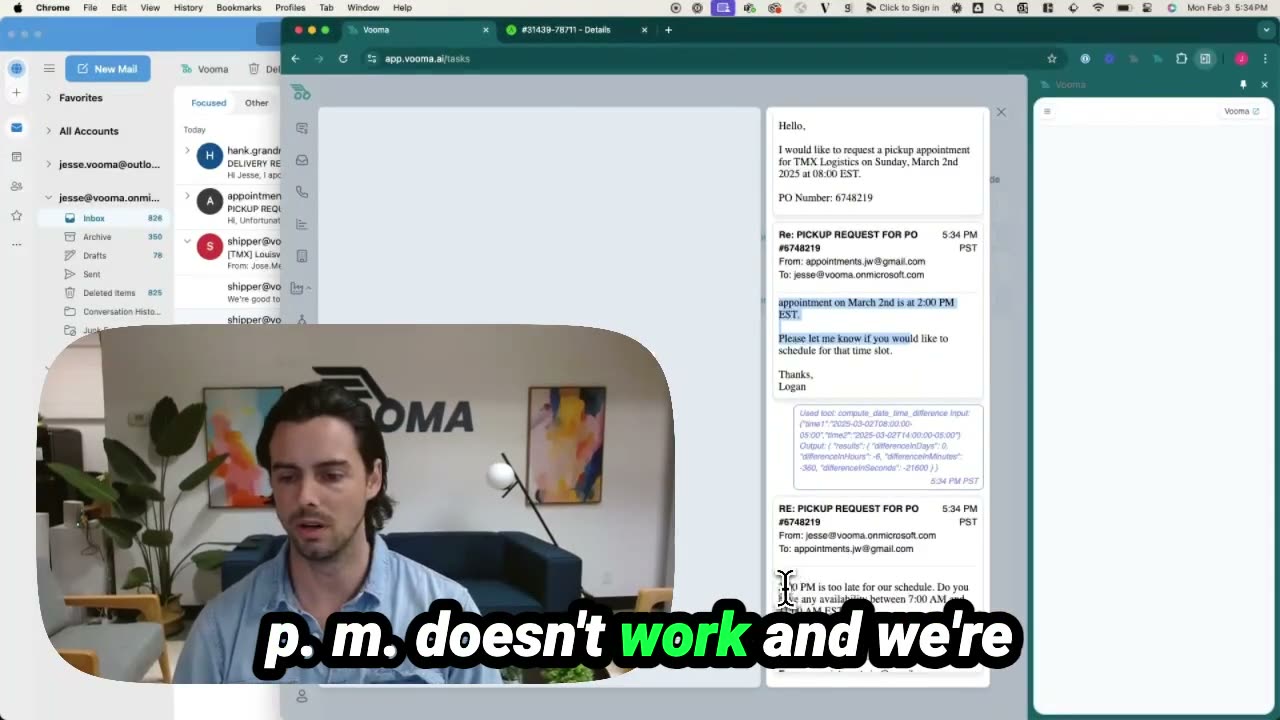 Chrome File Edit View History Bookmarks Profiles Tab Window Help
Click to Sign in
Mon Feb 3 5:34 PM
Vooma
#31439-78711 - Details
app.vooma.ai/tasks
New Mail
Vooma
Favorites
All Accounts
jesse.vooma@outlo...
jesse@vooma.onmi...
Inbox 826
Archive 350
Drafts 78
Sent
Deleted Items 825
Conversation Histo...
Focused Other
Today
H
hank.grandr
DELIVERY RE
A
appointmen
PICKUP REQU
Hi, Unfortunat
S
shipper@vo
[TMX] Louisv
From: Jose.Me
shipper@vo
We're good to
shipper@vo
Hello,
I would like to request a pickup appointment
for TMX Logistics on Sunday, March 2nd
2025 at 08:00 EST.
PO Number: 6748219
Re: PICKUP REQUEST FOR PO 5:34 PM
#6748219 PST
From: appointments.jw@gmail.com
To: jesse@vooma.onmicrosoft.com
appointment on March 2nd is at 2:00 PM
EST.
Please let me know if you would like to
schedule for that time slot.
Thanks,
Logan
Used tool: compute_date_time_difference Input:
{"time1":"2025-03-02T08:00:00-
05:00","time2":"2025-03-02T14:00:00-05:00"}
Output: { "results": { "differenceInDays": 0,
"differenceInHours": -6, "differenceInMinutes":
-360, "differenceInSeconds": -21600 } }
5:34 PM PST
RE: PICKUP REQUEST FOR PO 5:34 PM
#6748219 PST
From: jesse@vooma.onmicrosoft.com
To: appointments.jw@gmail.com
PM is too late for our schedule. Do you
any availability between 7:00 AM and
Vooma
Vooma
VOOMA
p. m. doesn't work and we're